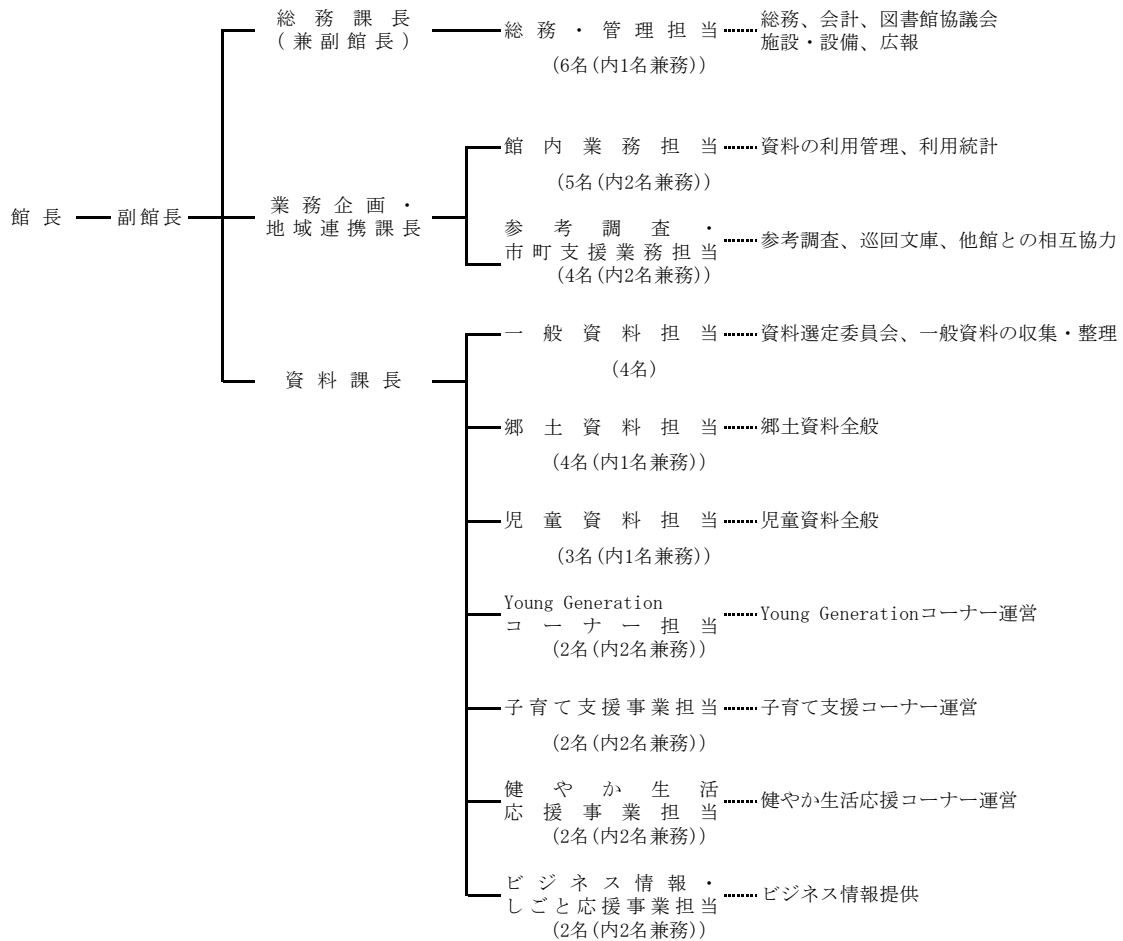 総務課長
(兼副館長)
総務・管理担当
(6名(内1名兼務))
総務、会計、図書館協議会
施設・設備、広報
館長
副館長
業務企画・
地域連携課長
館内業務担当
(5名(内2名兼務))
資料の利用管理、利用統計
参考調査・
市町支援業務担当
(4名(内2名兼務))
参考調査、巡回文庫、他館との相互協力
資料課長
一般資料担当
(4名)
資料選定委員会、一般資料の収集・整理
郷土資料担当
(4名(内1名兼務))
郷土資料全般
児童資料担当
(3名(内1名兼務))
児童資料全般
Young Generation
コーナー担当
(2名(内2名兼務))
Young Generationコーナー運営
子育て支援事業担当
(2名(内2名兼務))
子育て支援コーナー運営
健やか生活
応援事業担当
(2名(内2名兼務))
健やか生活応援コーナー運営
ビジネス情報・
しごと応援事業担当
(2名(内2名兼務))
ビジネス情報提供